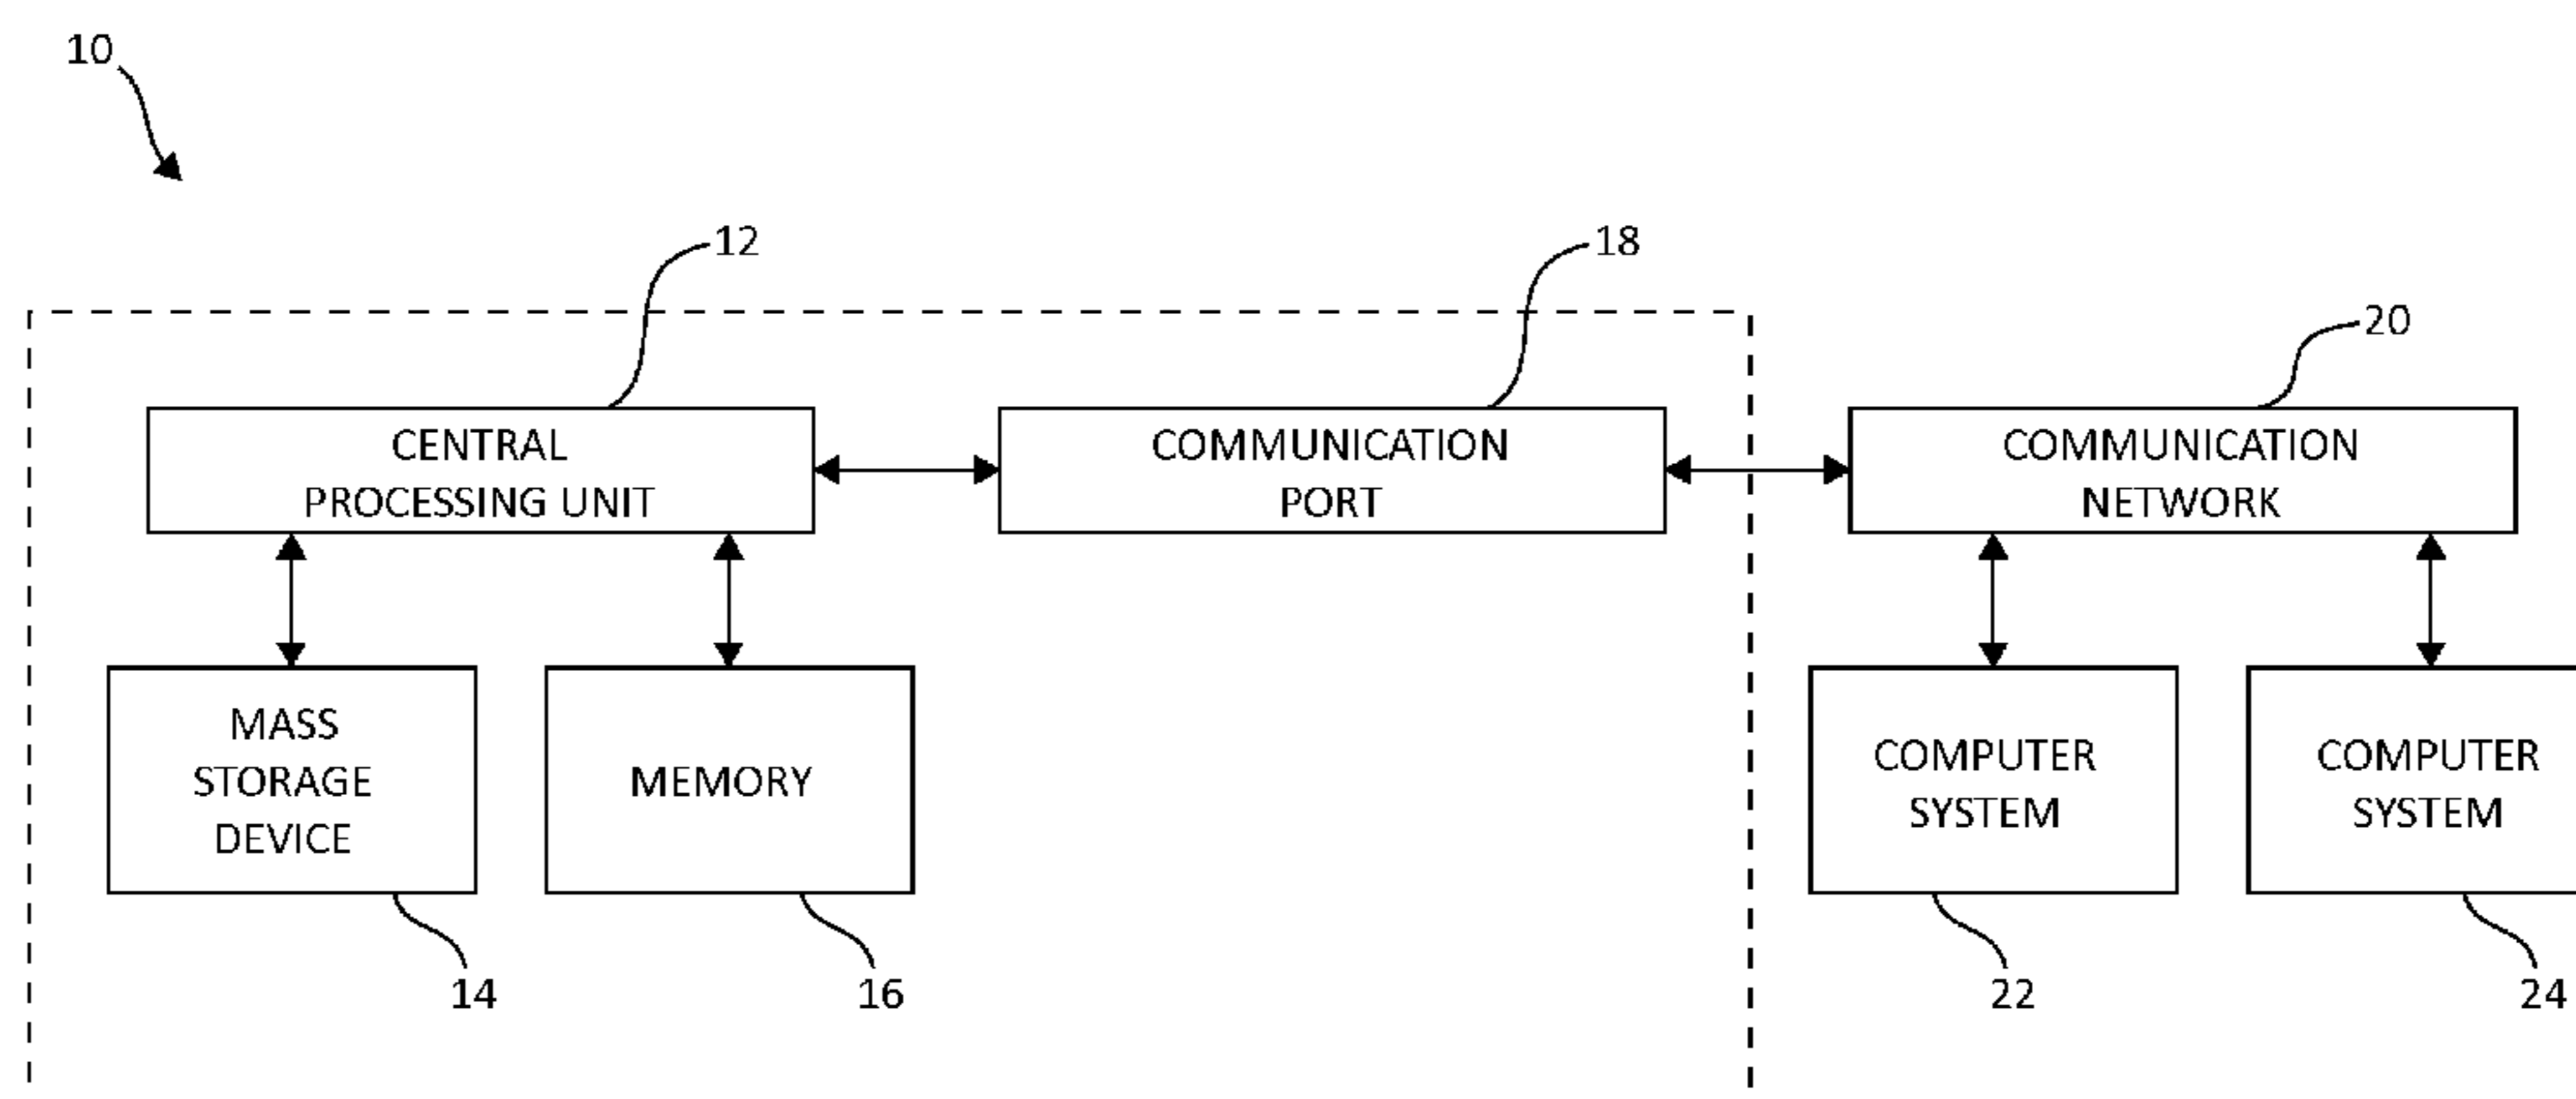 10
12
18
20
CENTRAL
PROCESSING UNIT
COMMUNICATION
PORT
COMMUNICATION
NETWORK
MASS
STORAGE
DEVICE
MEMORY
COMPUTER
SYSTEM
COMPUTER
SYSTEM
14
16
22
24